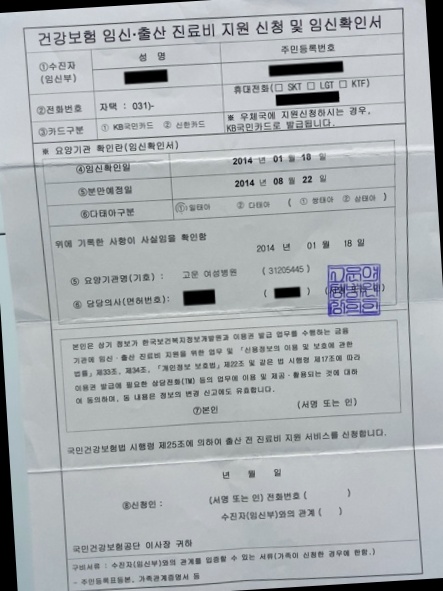 건강보험 임신·출산 진료비 지원 신청 및 임신확인서
①수진자 (임신부)
성 명
주민등록번호
휴대전화(□ SKT □ LGT □ KTF)
②전화번호
자택 : 031)-
③카드구분
① KB국민카드 ② 신한카드
※ 우체국에 지원신청하시는 경우,
KB국민카드로 발급됩니다.
※ 요양기관 확인란(임신확인서)
④임신확인일
2014 년 01 월 18 일
⑤분만예정일
2014 년 08 월 22 일
⑥다태아구분
①:일태아 ② 다태아 ( ① 쌍태아 ② 삼태아 )
위에 기록한 사항이 사실임을 확인함
2014 년 01 월 18 일
⑤ 요양기관명(기호) : 고운 여성병원 ( 31205445 )
⑥ 담당의사(면허번호) : ( )
본인은 상기 정보가 한국보건복지정보개발원과 이용권 발급 업무를 수행하는 금융
기관에 임신·출산 진료비 지원을 위한 업무 및 「신용정보의 이용 및 보호에 관한
법률」제33조, 제34조, 「개인정보 보호법」제22조 및 같은 법 시행령 제17조에 따라
이용권 발급에 필요한 상담전화(TM) 등의 업무에 이용 및 제공·활용되는 것에 대하
여 동의하며, 동 내용은 정보의 변경 신고에도 유효합니다.
⑦본인 (서명 또는 인)
국민건강보험법 시행령 제25조에 의하여 출산 전 진료비 지원 서비스를 신청합니다.
년 월 일
⑧신청인 : (서명 또는 인) 전화번호 ( )
수진자(임신부)와의 관계 ( )
국민건강보험공단 이사장 귀하
구비서류 : 수진자(임신부)와의 관계를 입증할 수 있는 서류(가족이 신청한 경우에 한함.)
- 주민등록표등본, 가족관계증명서 등